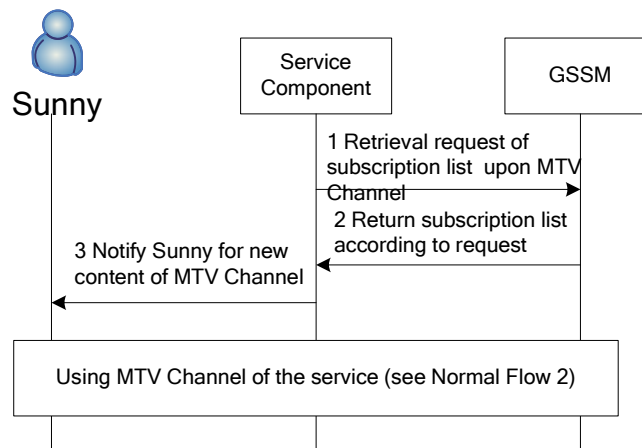 Sunny
Service
Component
GSSM
1 Retrieval request of
subscription list upon MTV
Channel
2 Return subscription list
according to request
3 Notify Sunny for new
content of MTV Channel
Using MTV Channel of the service (see Normal Flow 2)